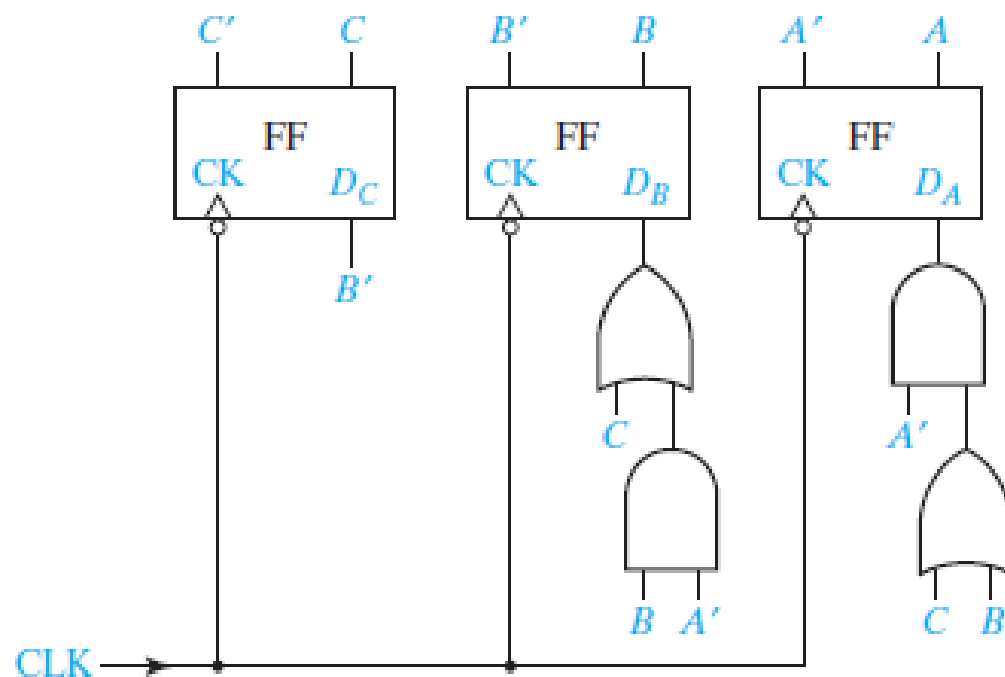 C′ C B′ B A′ A
FF FF FF
CK D_C CK D_B CK D_A
B′
C A′
B A′ C B
CLK